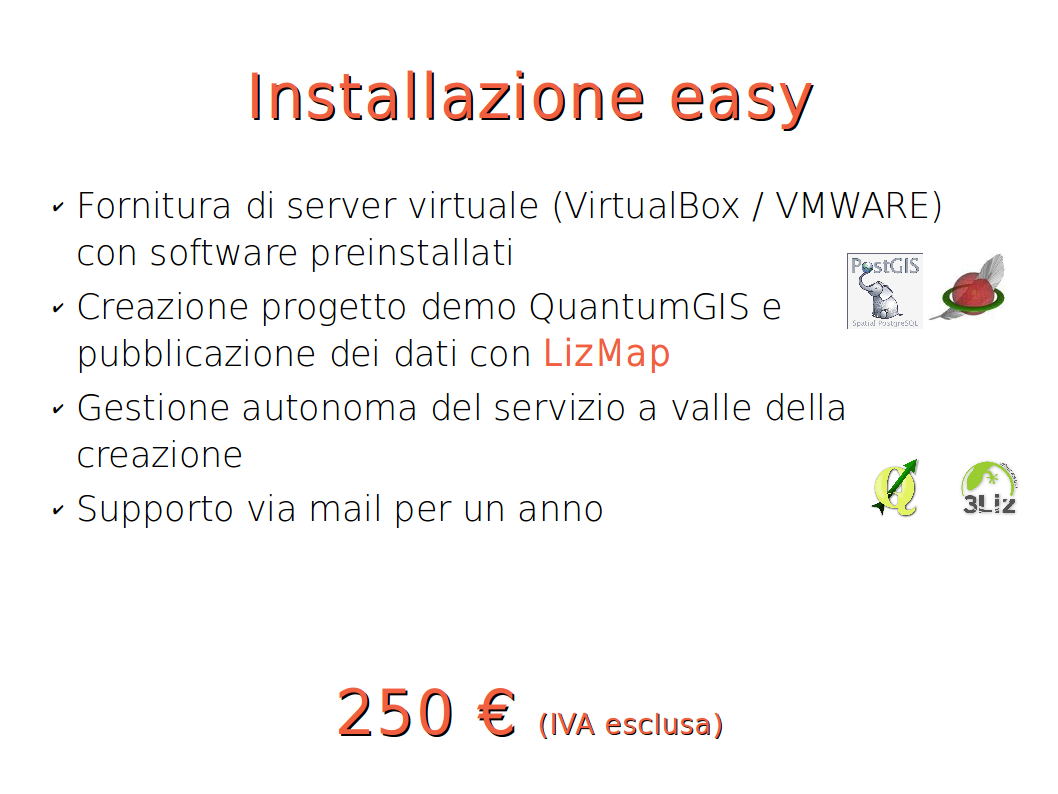 Installazione easy
✔ Fornitura di server virtuale (VirtualBox / VMWARE)
con software preinstallati
PostGIS
Spatial PostgreSQL
✔ Creazione progetto demo QuantumGIS e
pubblicazione dei dati con LizMap
✔ Gestione autonoma del servizio a valle della
creazione
3Liz
✔ Supporto via mail per un anno
250 € (IVA esclusa)